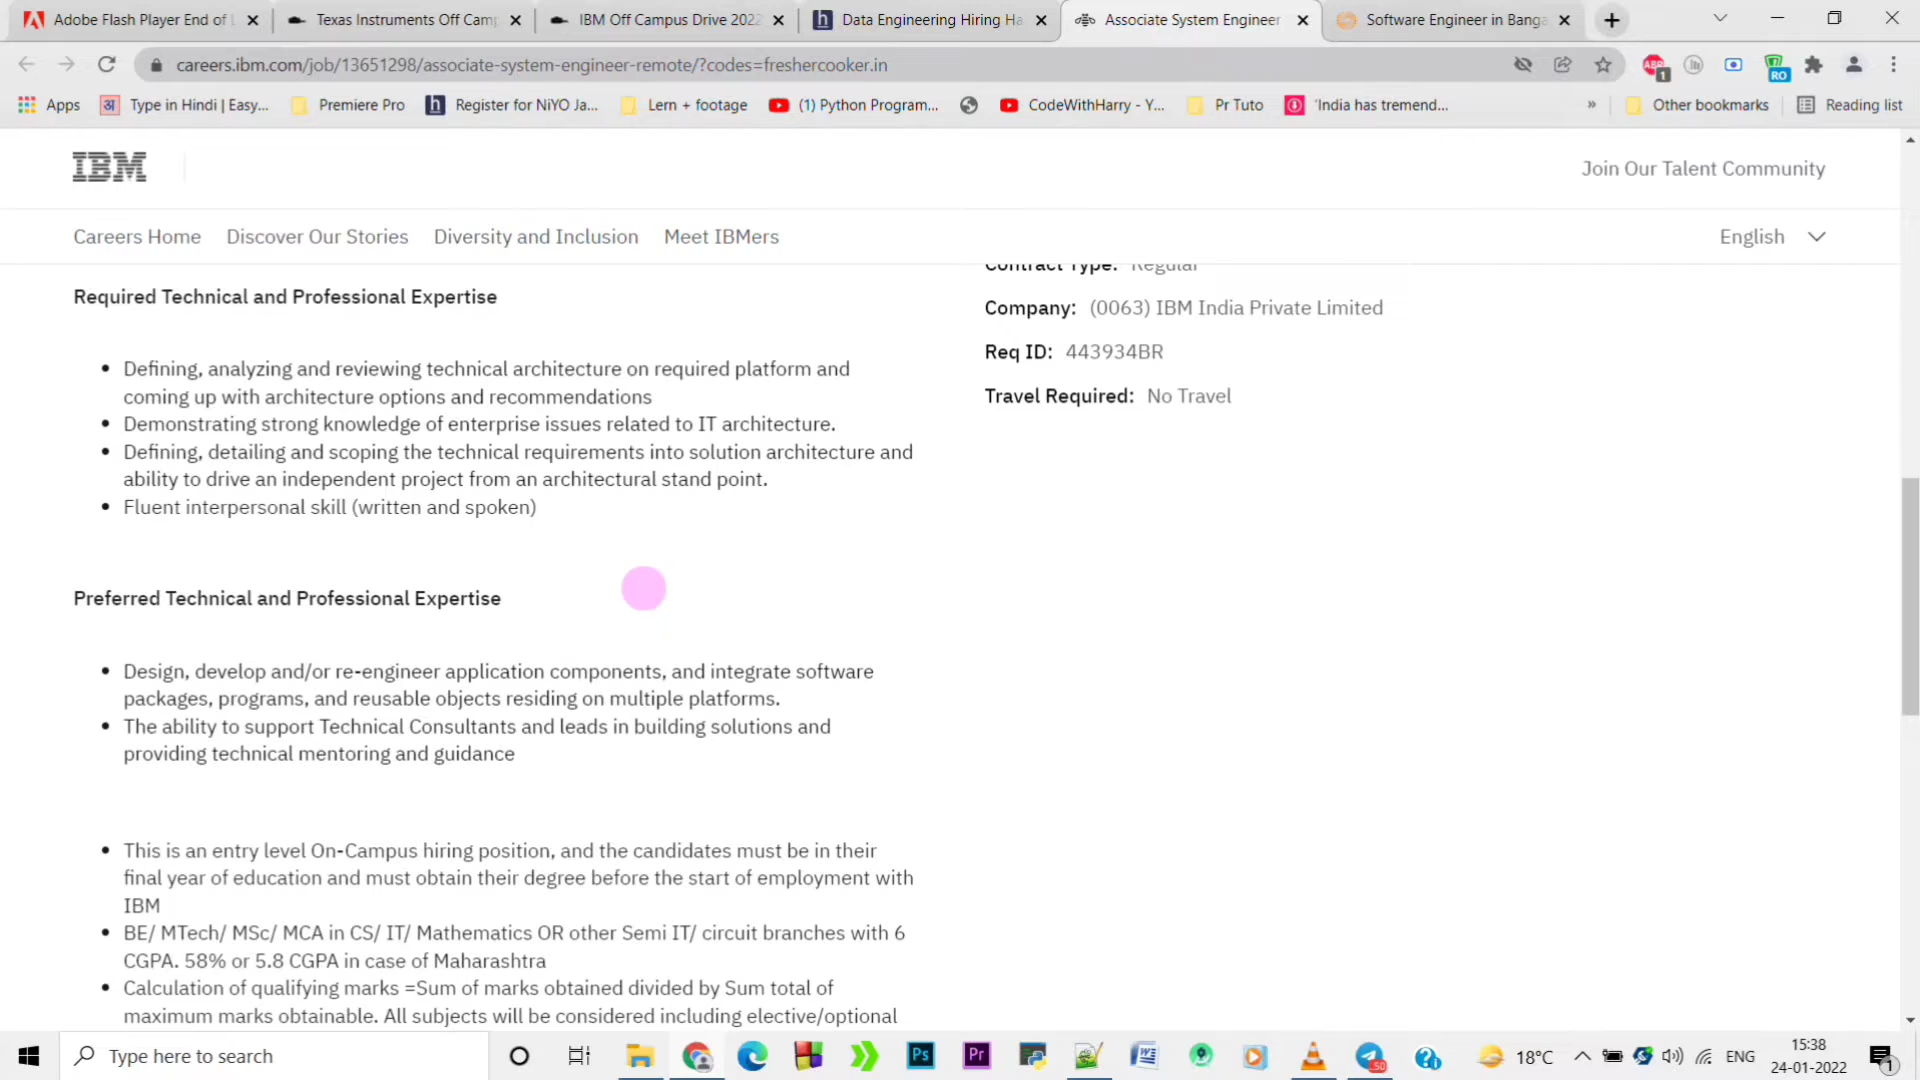 Adobe Flash Player End of L
Texas Instruments Off Camp
IBM Off Campus Drive 2022
Data Engineering Hiring Ha
Associate System Engineer
Software Engineer in Banga
careers.ibm.com/job/13651298/associate-system-engineer-remote/?codes=freshercooker.in
ABP
1
RO
Apps
अ
Type in Hindi | Easy...
Premiere Pro
h
Register for NiYO Ja...
Lern + footage
(1) Python Program...
CodeWithHarry - Y...
Pr Tuto
'India has tremend...
»
Other bookmarks
Reading list
IBM
Join Our Talent Community
Careers Home
Discover Our Stories
Diversity and Inclusion
Meet IBMers
English
Contract Type: Regular
Required Technical and Professional Expertise
Company: (0063) IBM India Private Limited
Req ID: 443934BR
Travel Required: No Travel
• Defining, analyzing and reviewing technical architecture on required platform and
coming up with architecture options and recommendations
• Demonstrating strong knowledge of enterprise issues related to IT architecture.
• Defining, detailing and scoping the technical requirements into solution architecture and
ability to drive an independent project from an architectural stand point.
• Fluent interpersonal skill (written and spoken)
Preferred Technical and Professional Expertise
• Design, develop and/or re-engineer application components, and integrate software
packages, programs, and reusable objects residing on multiple platforms.
• The ability to support Technical Consultants and leads in building solutions and
providing technical mentoring and guidance
• This is an entry level On-Campus hiring position, and the candidates must be in their
final year of education and must obtain their degree before the start of employment with
IBM
• BE/ MTech/ MSc/ MCA in CS/ IT/ Mathematics OR other Semi IT/ circuit branches with 6
CGPA. 58% or 5.8 CGPA in case of Maharashtra
• Calculation of qualifying marks =Sum of marks obtained divided by Sum total of
maximum marks obtainable. All subjects will be considered including elective/optional
Type here to search
Ps
Pr
W
50
18°C
ENG
15:38
24-01-2022
1